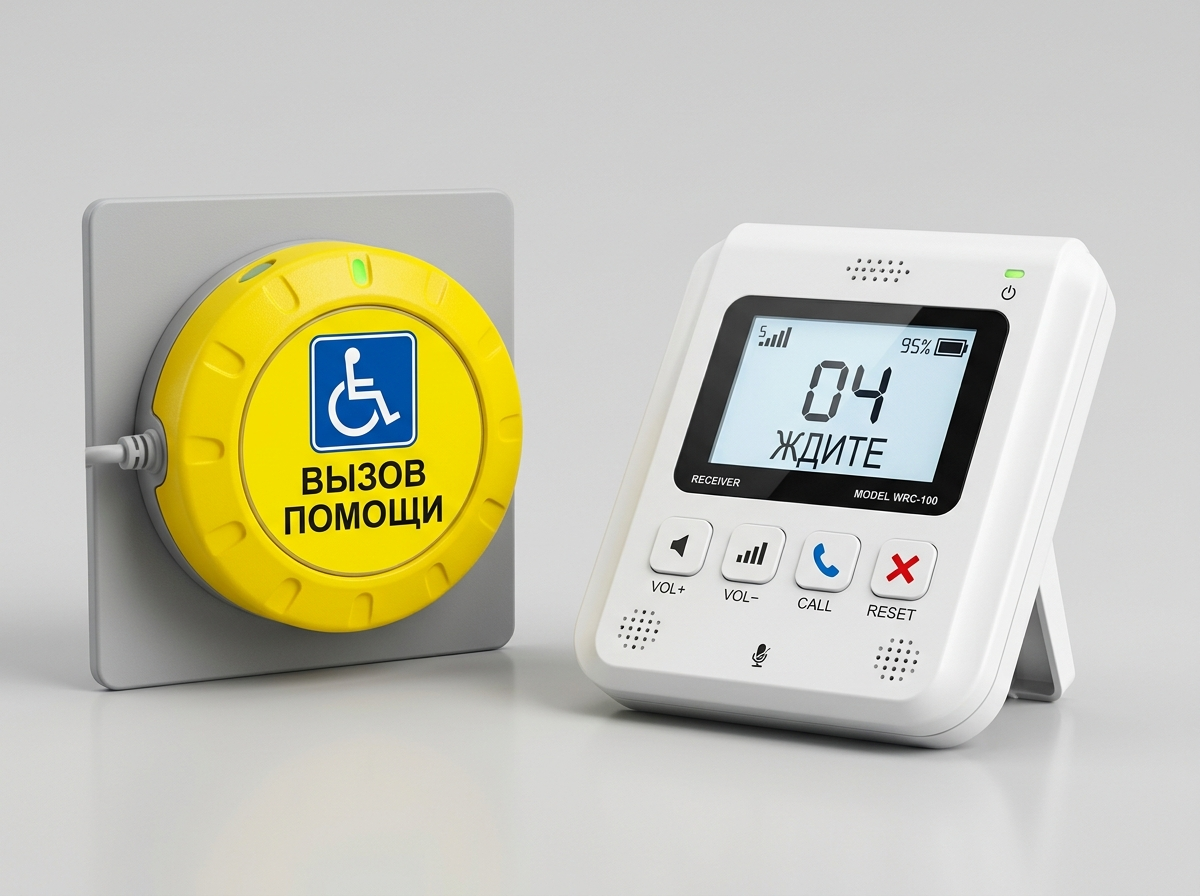 ВЫЗОВ
ПОМОЩИ
S
95%
04
ЖДИТЕ
RECEIVER
MODEL WRC-100
VOL+
VOL–
CALL
RESET